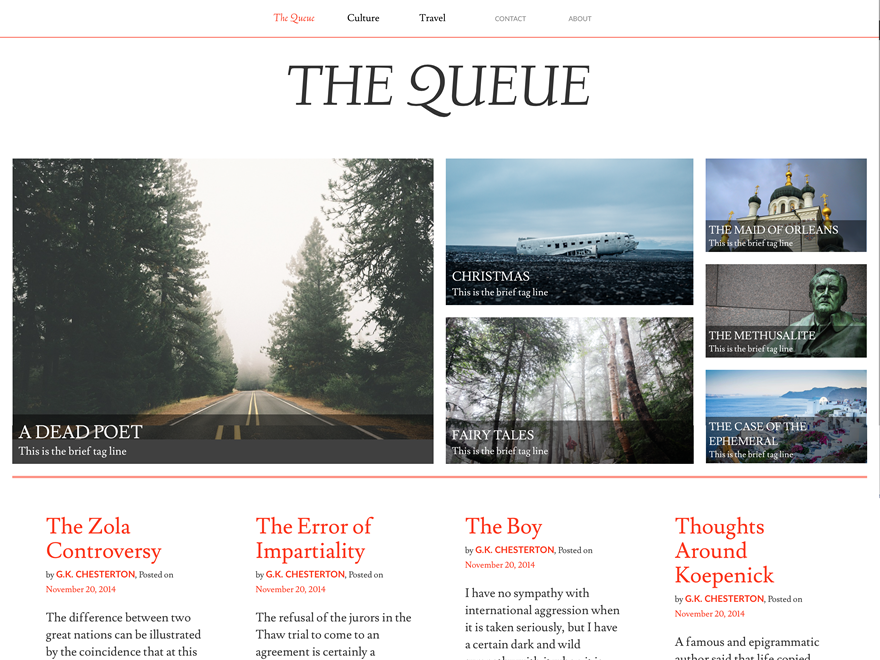 The Queue Culture Travel CONTACT ABOUT
THE QUEUE
A DEAD POET
This is the brief tag line
CHRISTMAS
This is the brief tag line
FAIRY TALES
This is the brief tag line
THE MAID OF ORLEANS
This is the brief tag line
THE METHUSALITE
This is the brief tag line
THE CASE OF THE
EPHEMERAL
This is the brief tag line
The Zola
Controversy
by G.K. CHESTERTON, Posted on
November 20, 2014
The difference between two
great nations can be illustrated
by the coincidence that at this
The Error of
Impartiality
by G.K. CHESTERTON, Posted on
November 20, 2014
The refusal of the jurors in the
Thaw trial to come to an
agreement is certainly a
The Boy
by G.K. CHESTERTON, Posted on
November 20, 2014
I have no sympathy with
international aggression when
it is taken seriously, but I have
a certain dark and wild
Thoughts
Around
Koepenick
by G.K. CHESTERTON, Posted on
November 20, 2014
A famous and epigrammatic
author said that life copied